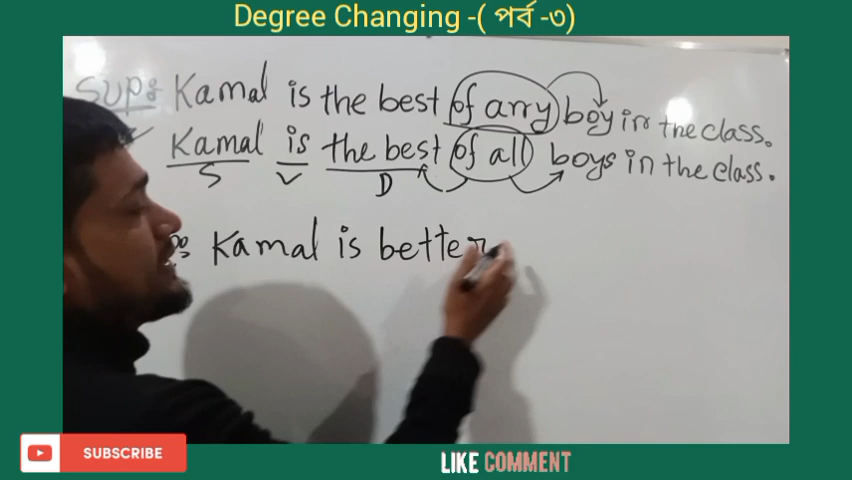 Degree Changing -( পর্ব -৩)
Sup: Kamal is the best of any boy in the class.
Kamal is the best of all boys in the class.
S V D
Kamal is better
SUBSCRIBE
LIKE COMMENT